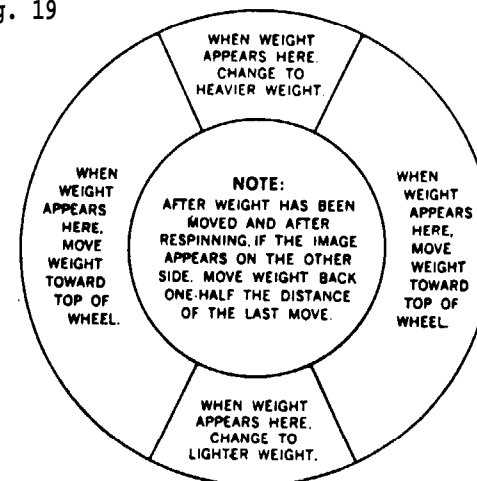 g. 19
WHEN WEIGHT
APPEARS HERE.
CHANGE TO
HEAVIER WEIGHT.
WHEN
WEIGHT
APPEARS
HERE,
MOVE
WEIGHT
TOWARD
TOP OF
WHEEL.
NOTE:
AFTER WEIGHT HAS BEEN
MOVED AND AFTER
RESPINNING, IF THE IMAGE
APPEARS ON THE OTHER
SIDE. MOVE WEIGHT BACK
ONE-HALF THE DISTANCE
OF THE LAST MOVE.
WHEN
WEIGHT
APPEARS
HERE,
MOVE
WEIGHT
TOWARD
TOP OF
WHEEL.
WHEN WEIGHT
APPEARS HERE.
CHANGE TO
LIGHTER WEIGHT.